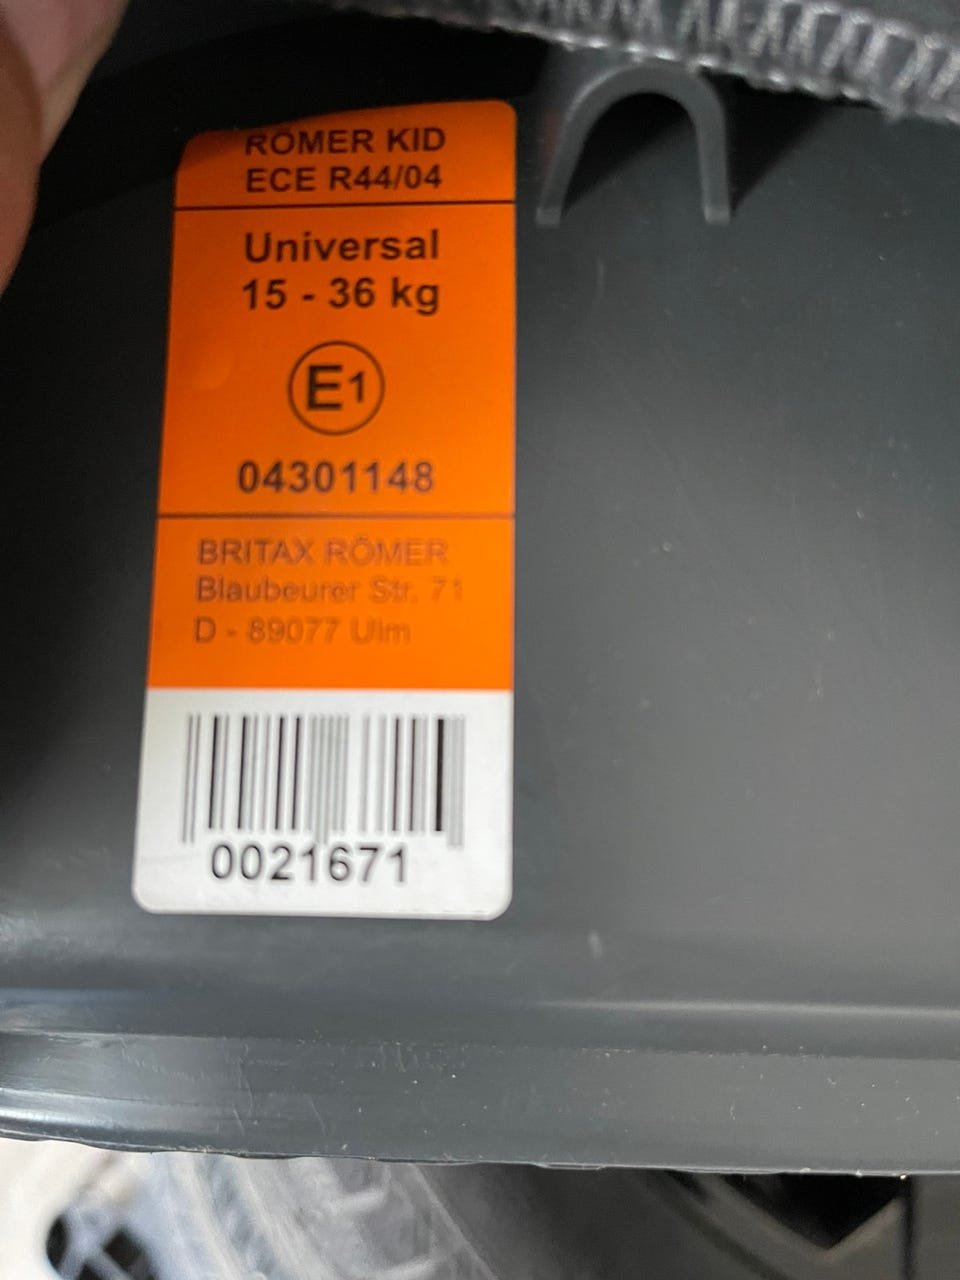 RÖMER KID
ECE R44/04
Universal
15 - 36 kg
E1
04301148
BRITAX RÖMER
Blaubeurer Str. 71
D - 89077 Ulm
0021671